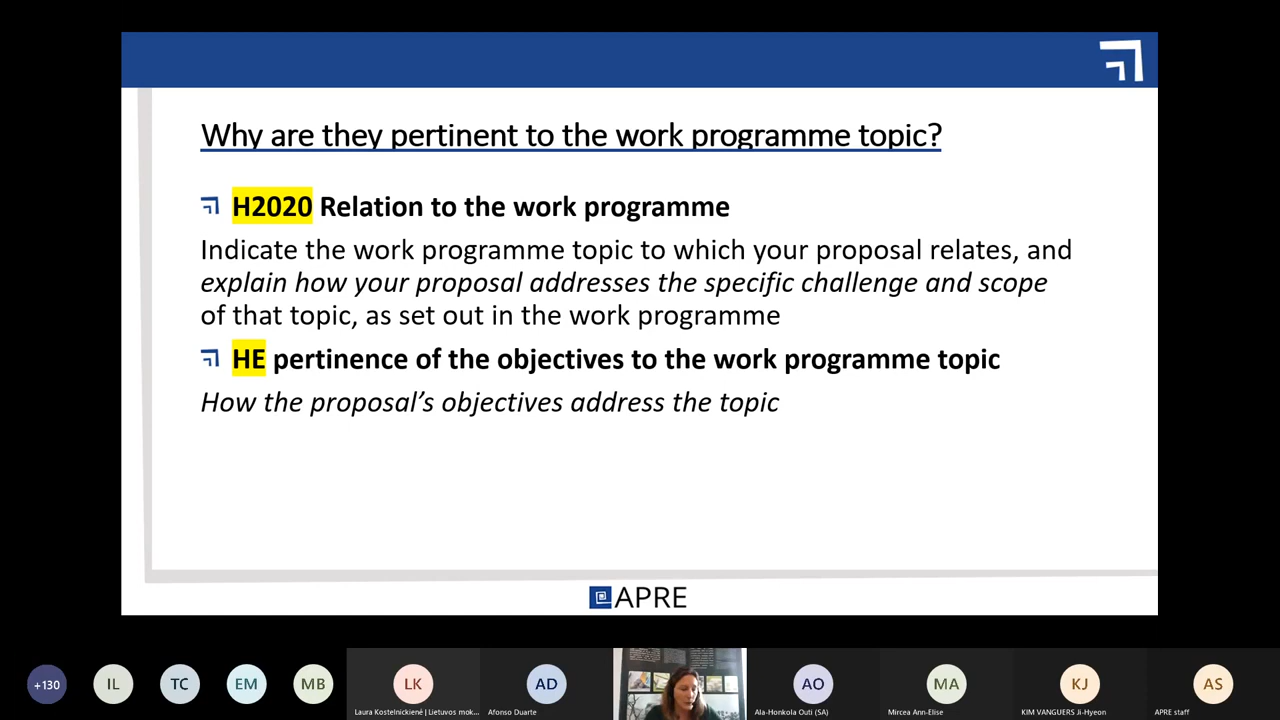 Why are they pertinent to the work programme topic?
H2020 Relation to the work programme
Indicate the work programme topic to which your proposal relates, and
explain how your proposal addresses the specific challenge and scope
of that topic, as set out in the work programme
HE pertinence of the objectives to the work programme topic
How the proposal’s objectives address the topic
APRE
+130
IL
TC
EM
MB
LK
AD
AO
MA
KJ
AS
Laura Kostelnickienė | Lietuvos mok...
Afonso Duarte
Ala-Honkola Outi (SA)
Mircea Ann-Elise
KIM VANGUERS Ji-Hyeon
APRE staff